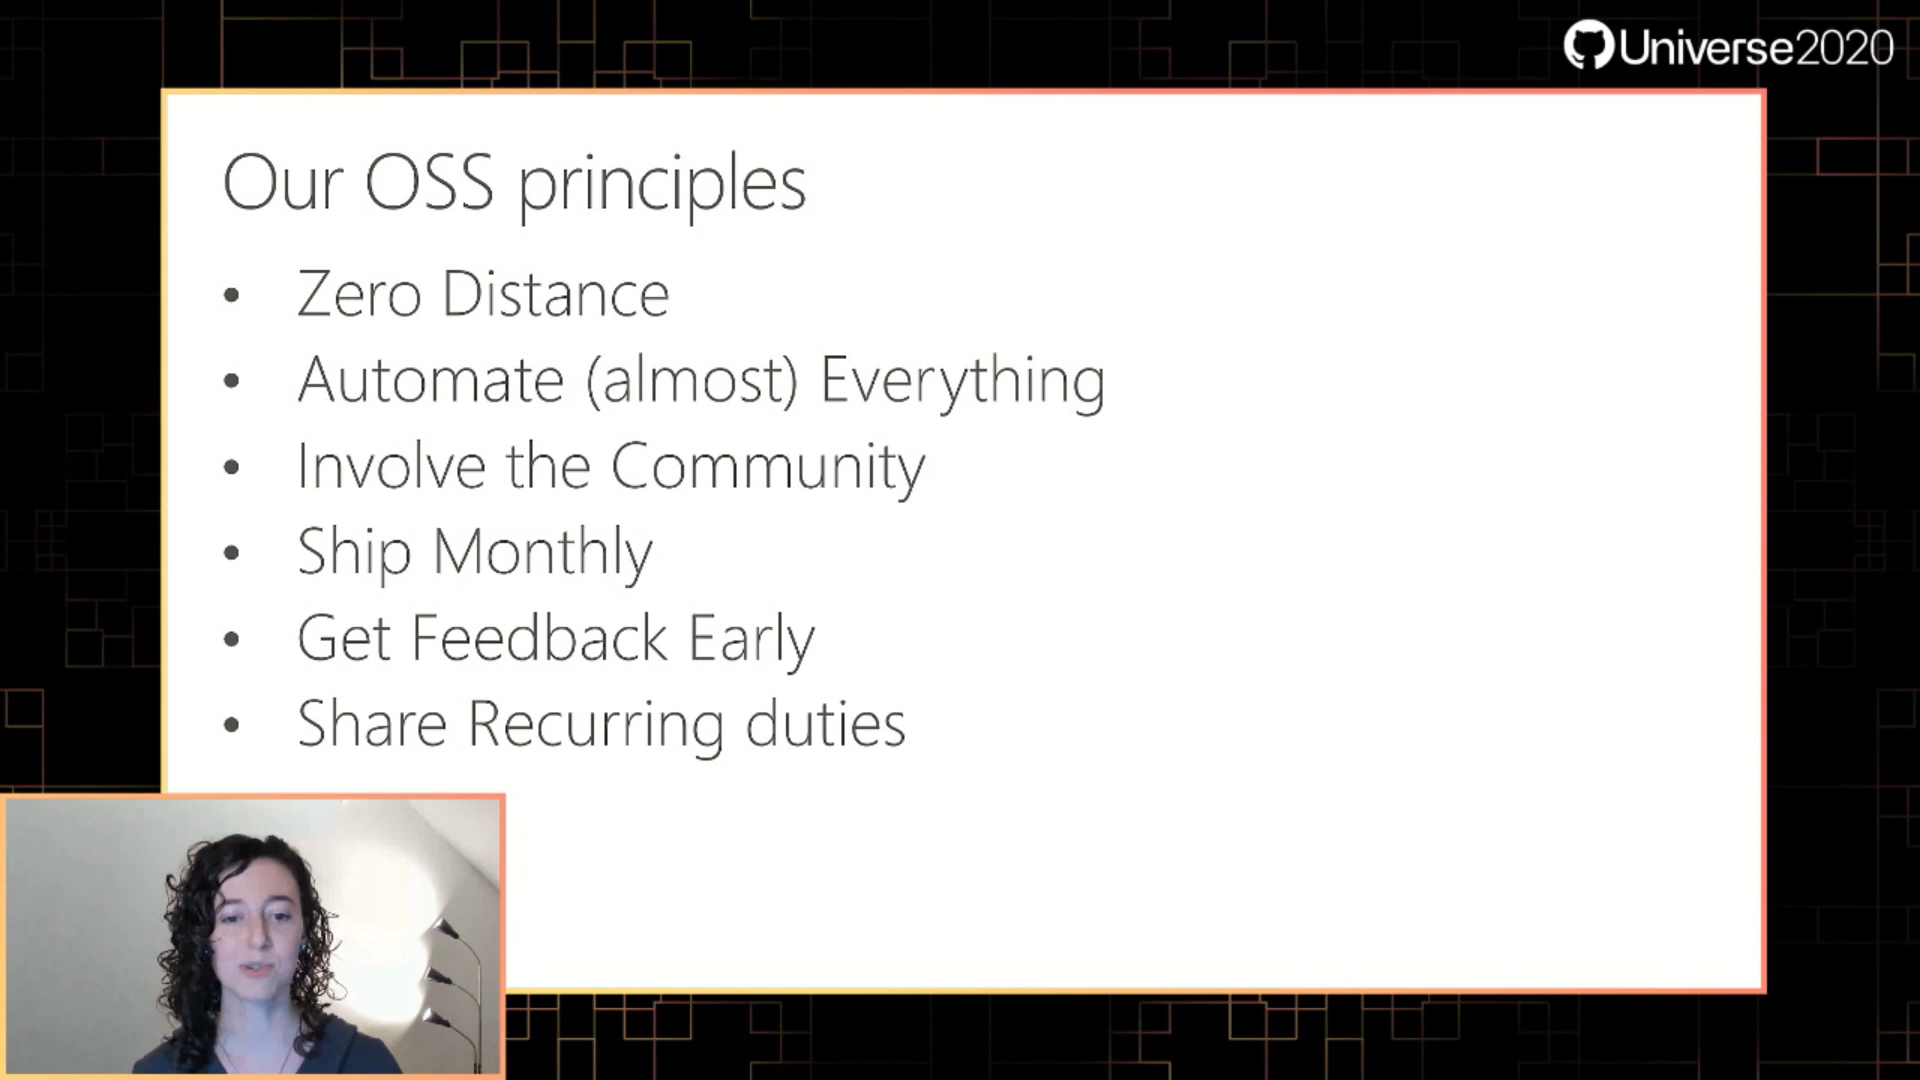 Universe2020
Our OSS principles
• Zero Distance
• Automate (almost) Everything
• Involve the Community
• Ship Monthly
• Get Feedback Early
• Share Recurring duties